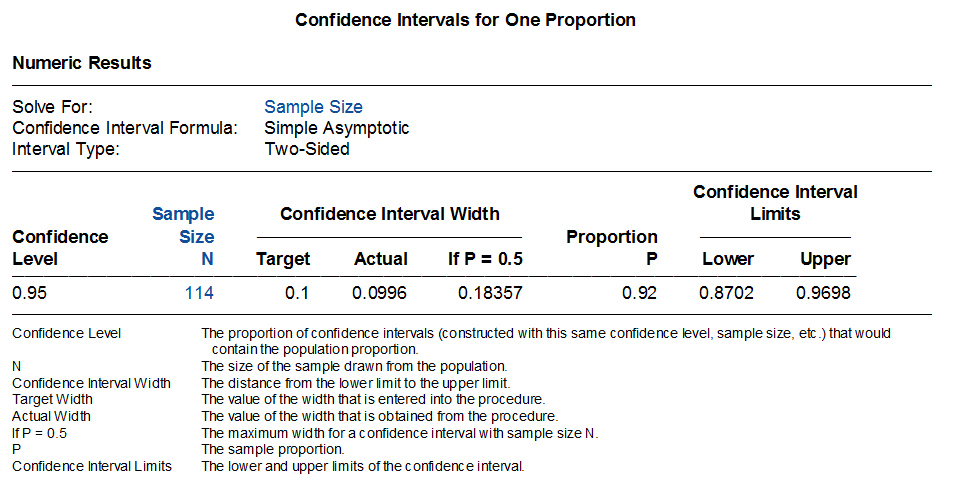 Confidence Intervals for One Proportion
Numeric Results
Solve For: Sample Size
Confidence Interval Formula: Simple Asymptotic
Interval Type: Two-Sided
Confidence Interval
Sample Confidence Interval Width Limits
Confidence Size Proportion
Level N Target Actual If P = 0.5 P Lower Upper
0.95 114 0.1 0.0996 0.18357 0.92 0.8702 0.9698
Confidence Level The proportion of confidence intervals (constructed with this same confidence level, sample size, etc.) that would
contain the population proportion.
N The size of the sample drawn from the population.
Confidence Interval Width The distance from the lower limit to the upper limit.
Target Width The value of the width that is entered into the procedure.
Actual Width The value of the width that is obtained from the procedure.
If P = 0.5 The maximum width for a confidence interval with sample size N.
P The sample proportion.
Confidence Interval Limits The lower and upper limits of the confidence interval.